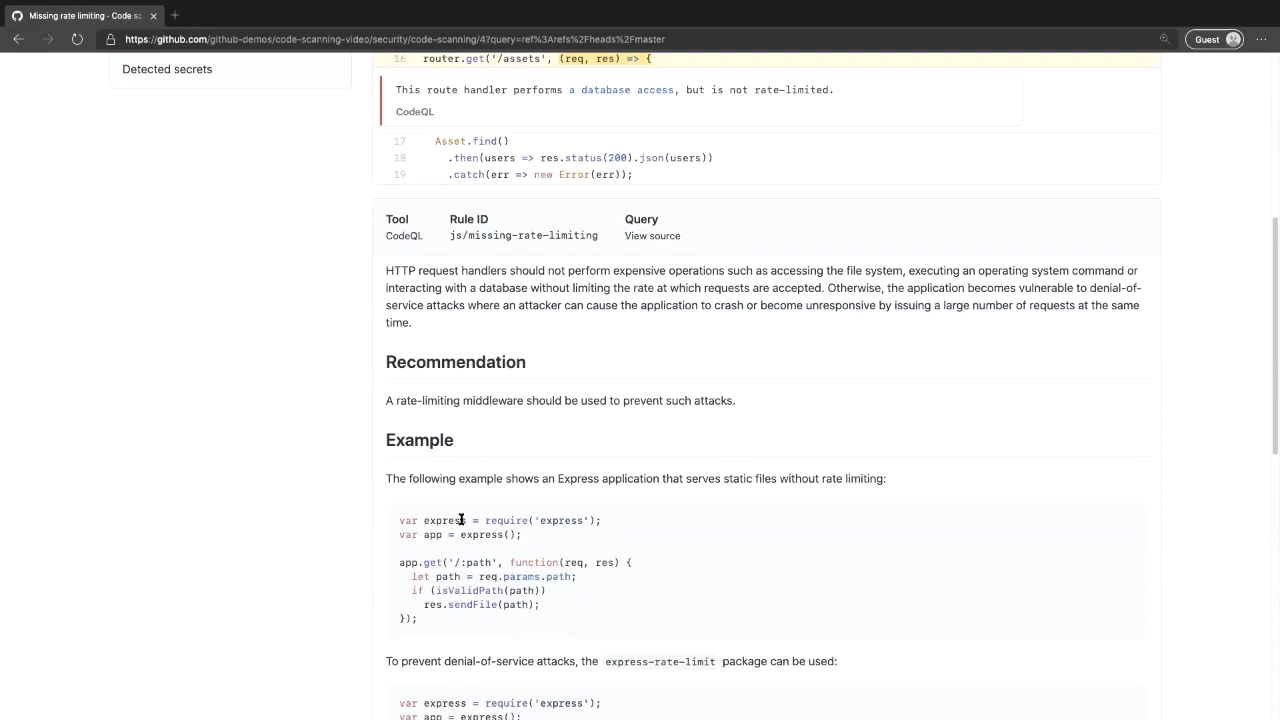 Missing rate limiting · Code sc
https://github.com/github-demos/code-scanning-video/security/code-scanning/4?query=ref%3Arefs%2Fheads%2Fmaster
Guest
Detected secrets
16 router.get('/assets', (req, res) => {
This route handler performs a database access, but is not rate-limited.
CodeQL
17 Asset.find()
18 .then(users => res.status(200).json(users))
19 .catch(err => new Error(err));
Tool Rule ID Query
CodeQL js/missing-rate-limiting View source
HTTP request handlers should not perform expensive operations such as accessing the file system, executing an operating system command or
interacting with a database without limiting the rate at which requests are accepted. Otherwise, the application becomes vulnerable to denial-of-
service attacks where an attacker can cause the application to crash or become unresponsive by issuing a large number of requests at the same
time.
Recommendation
A rate-limiting middleware should be used to prevent such attacks.
Example
The following example shows an Express application that serves static files without rate limiting:
var express = require('express');
var app = express();
app.get('/:path', function(req, res) {
let path = req.params.path;
if (isValidPath(path))
res.sendFile(path);
});
To prevent denial-of-service attacks, the express-rate-limit package can be used:
var express = require('express');
var app = express();